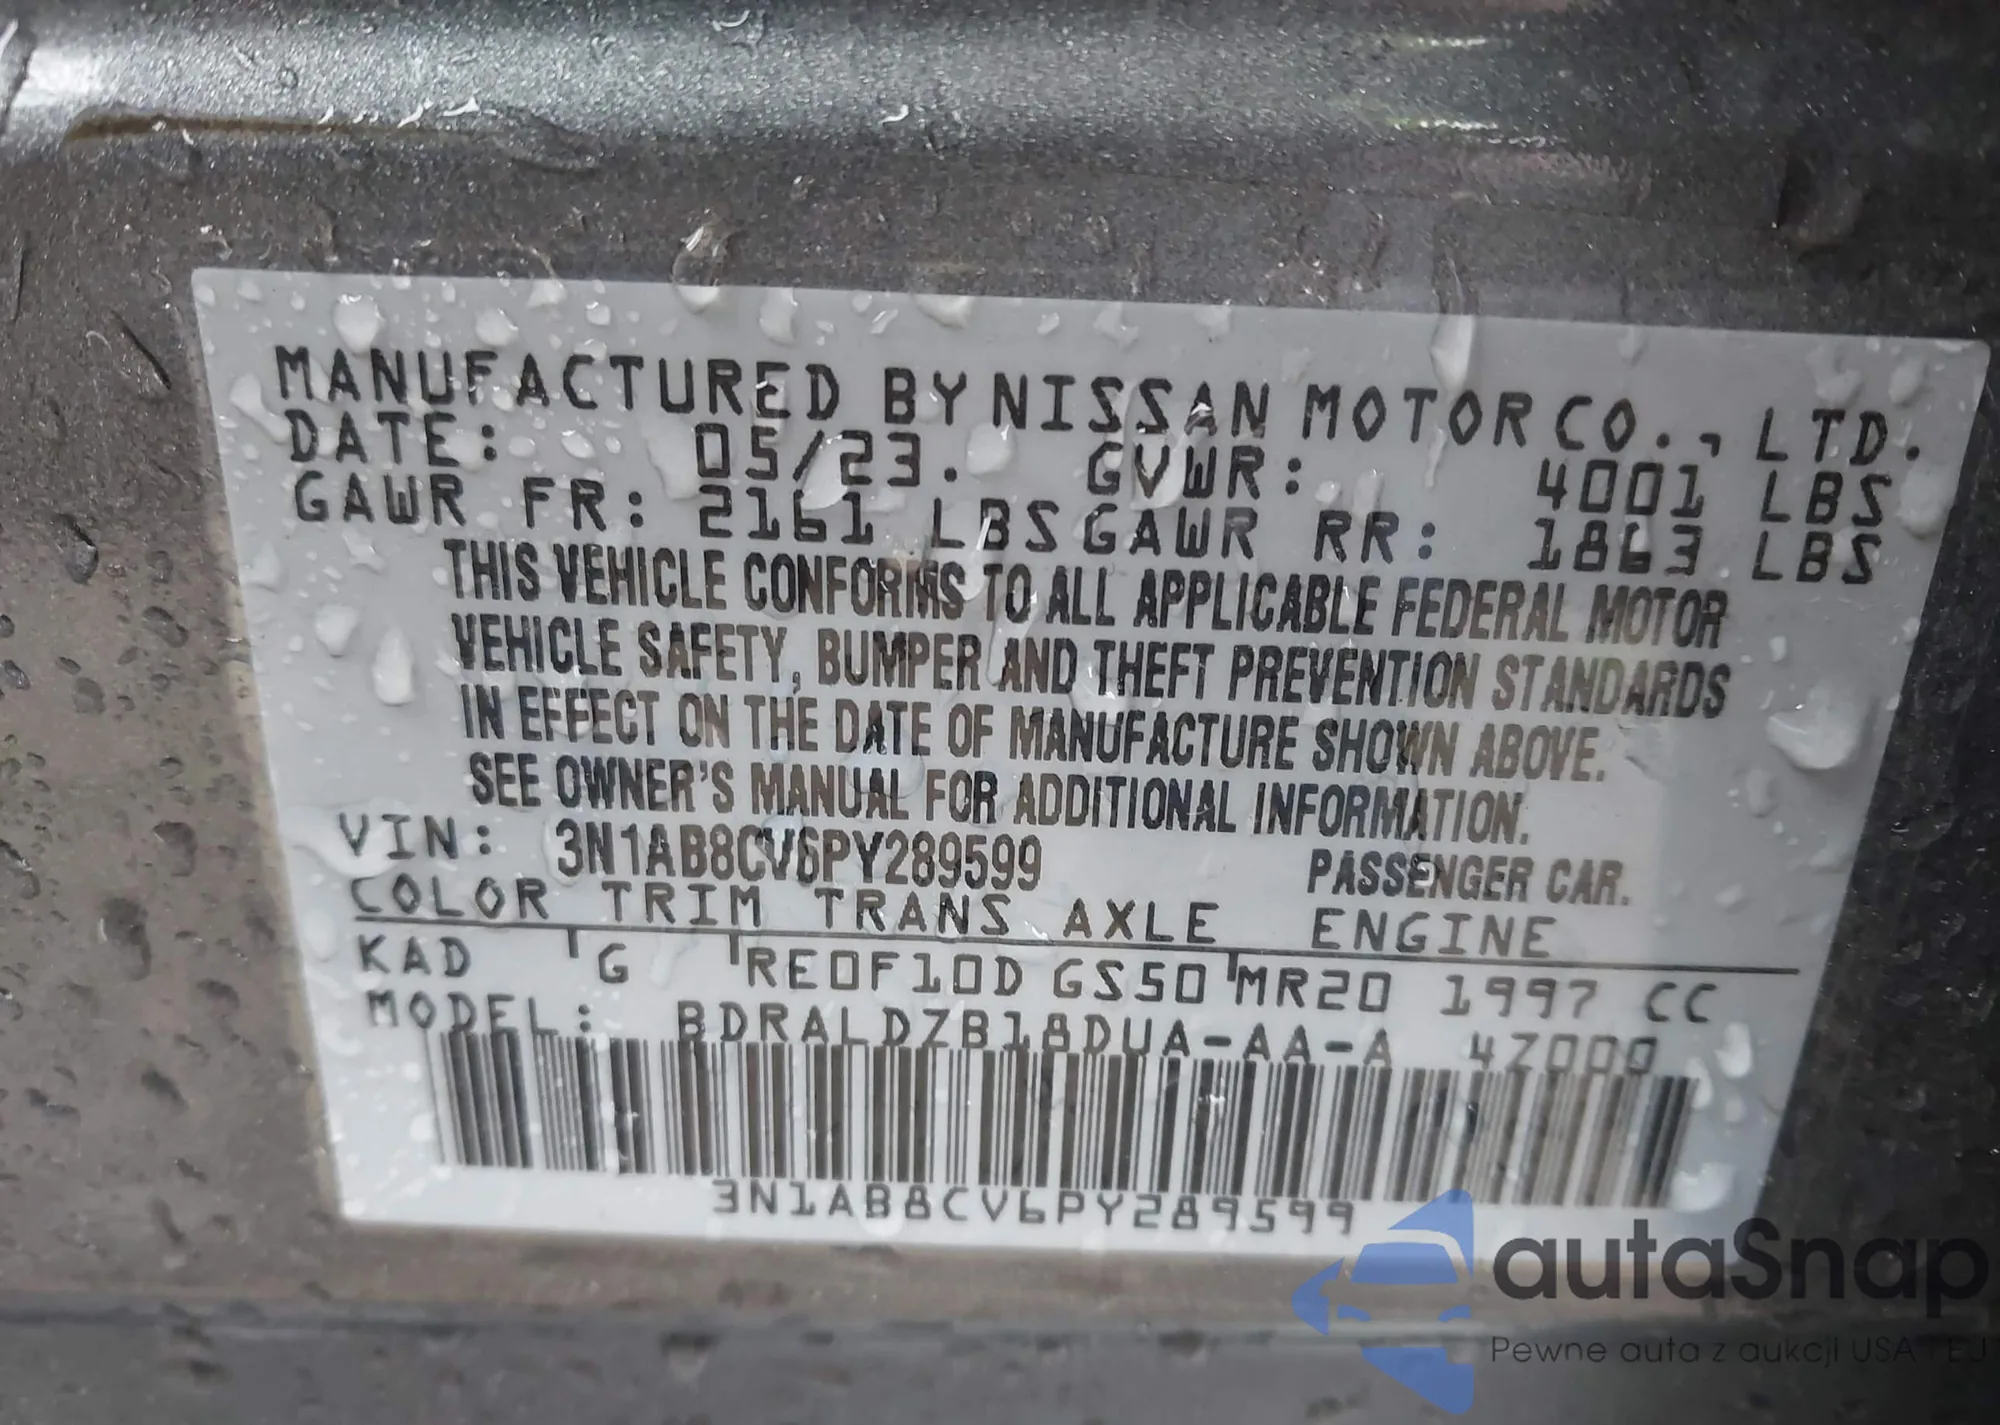 MANUFACTURED BY NISSAN MOTOR CO., LTD.
DATE: 05/23. GVWR: 4001 LBS
GAWR FR: 2161 LBS GAWR RR: 1863 LBS
THIS VEHICLE CONFORMS TO ALL APPLICABLE FEDERAL MOTOR
VEHICLE SAFETY, BUMPER AND THEFT PREVENTION STANDARDS
IN EFFECT ON THE DATE OF MANUFACTURE SHOWN ABOVE.
SEE OWNER'S MANUAL FOR ADDITIONAL INFORMATION.
VIN: 3N1AB8CV6PY289599 PASSENGER CAR.
COLOR TRIM TRANS AXLE ENGINE
KAD G RE0F10D GS50 MR20 1997 CC
MODEL: BDRALDZB18DUA-AA-A 4Z000
3N1AB8CV6PY289599
autaSnap
Pewne auta z aukcji USA i EU